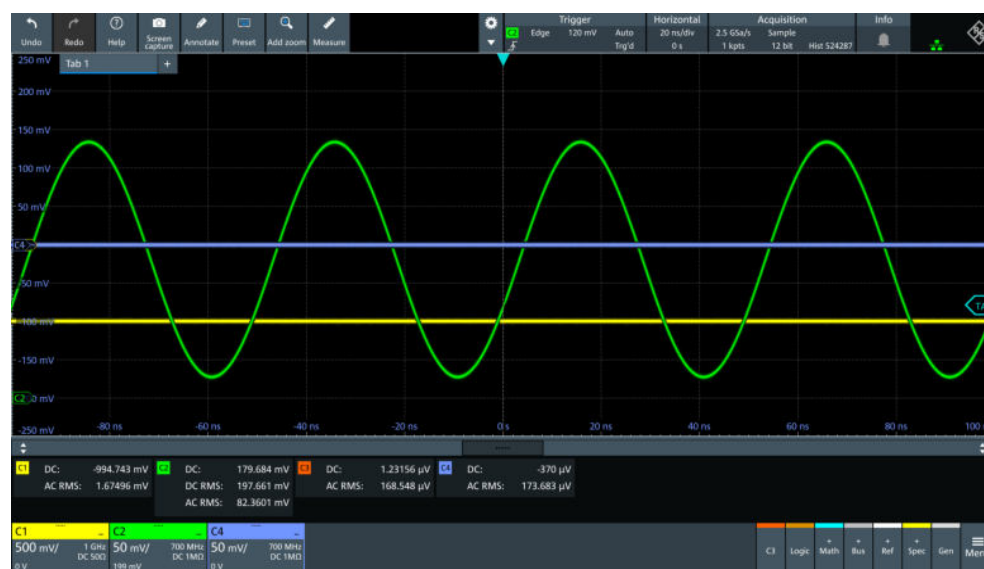 Undo Redo Help Screen capture Annotate Preset Add zoom Measure
Trigger Horizontal Acquisition Info
C2 Edge 120 mV Auto 20 ns/div 2.5 GSa/s Sample
Trg'd 0 s 1 kpts 12 bit Hist 524287
250 mV Tab 1 +
200 mV
150 mV
100 mV
50 mV
C4
-50 mV
-100 mV
-150 mV
C2
-250 mV -80 ns -60 ns -40 ns -20 ns 0 s 20 ns 40 ns 60 ns 80 ns 100
C1 DC: -994.743 mV C2 DC: 179.684 mV C3 DC: 1.23156 µV C4 DC: -370 µV
AC RMS: 1.67496 mV DC RMS: 197.661 mV AC RMS: 168.548 µV AC RMS: 173.683 µV
AC RMS: 82.3601 mV
C1 C2 C4
500 mV/ 1 GHz 50 mV/ 700 MHz 50 mV/ 700 MHz
DC 50Ω DC 1MΩ DC 1MΩ
0 V 199 mV 0 V
C3 Logic + Math + Bus + Ref + Spec Gen Men